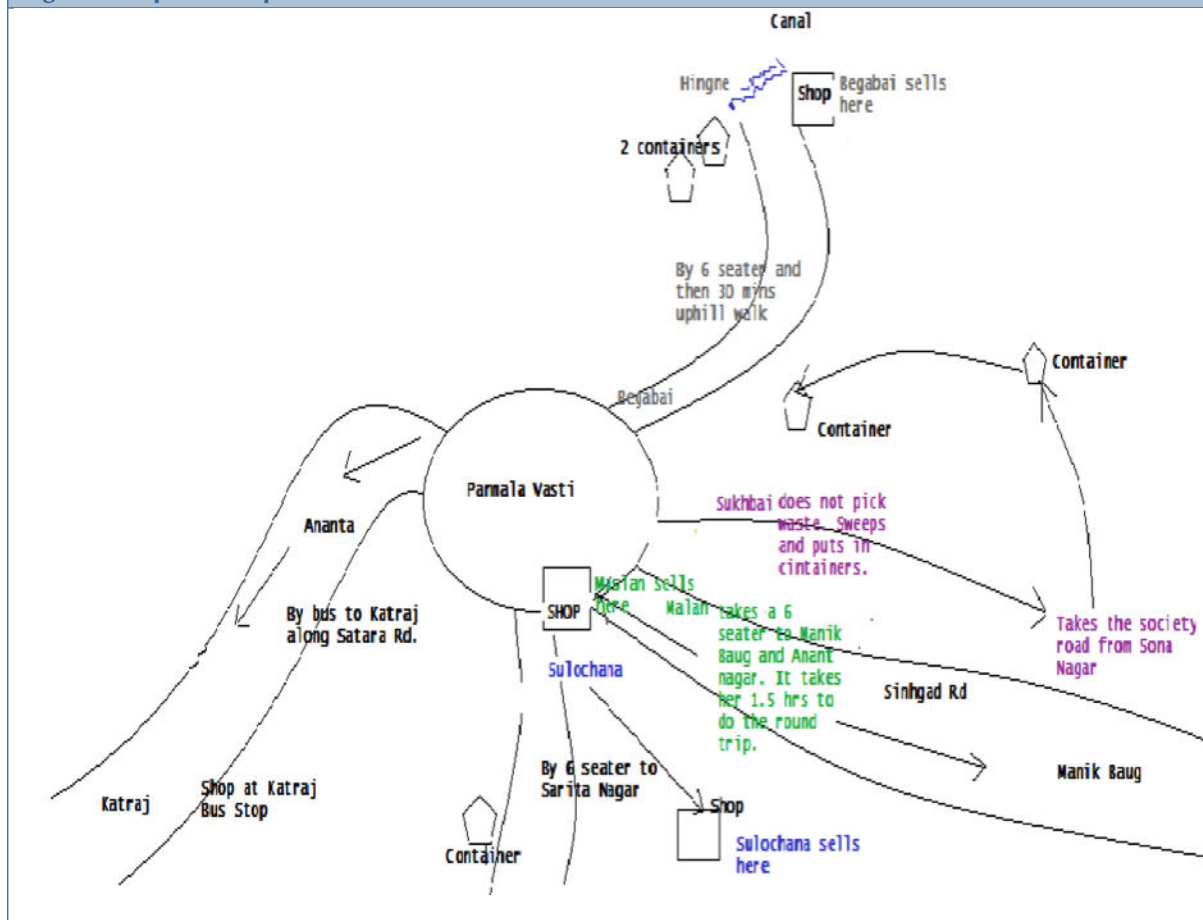 Canal
Hingne
Shop
Begabai sells
here
2 containers
By 6 seater and
then 30 mins
uphill walk
Begabai
Container
Container
Parmala Vasti
Sukhbai
does not pick
waste. Sweeps
and puts in
cintainers.
Takes the society
road from Sona
Nagar
Ananta
By bus to Katraj
along Satara Rd.
SHOP
sells
here
Malan
takes a 6
seater to Manik
Baug and Anant
nagar. It takes
her 1.5 hrs to
do the round
trip.
Sinhgad Rd
Manik Baug
Sulochana
By 6 seater to
Sarita Nagar
Katraj
Shop at Katraj
Bus Stop
Container
Shop
Sulochana sells
here